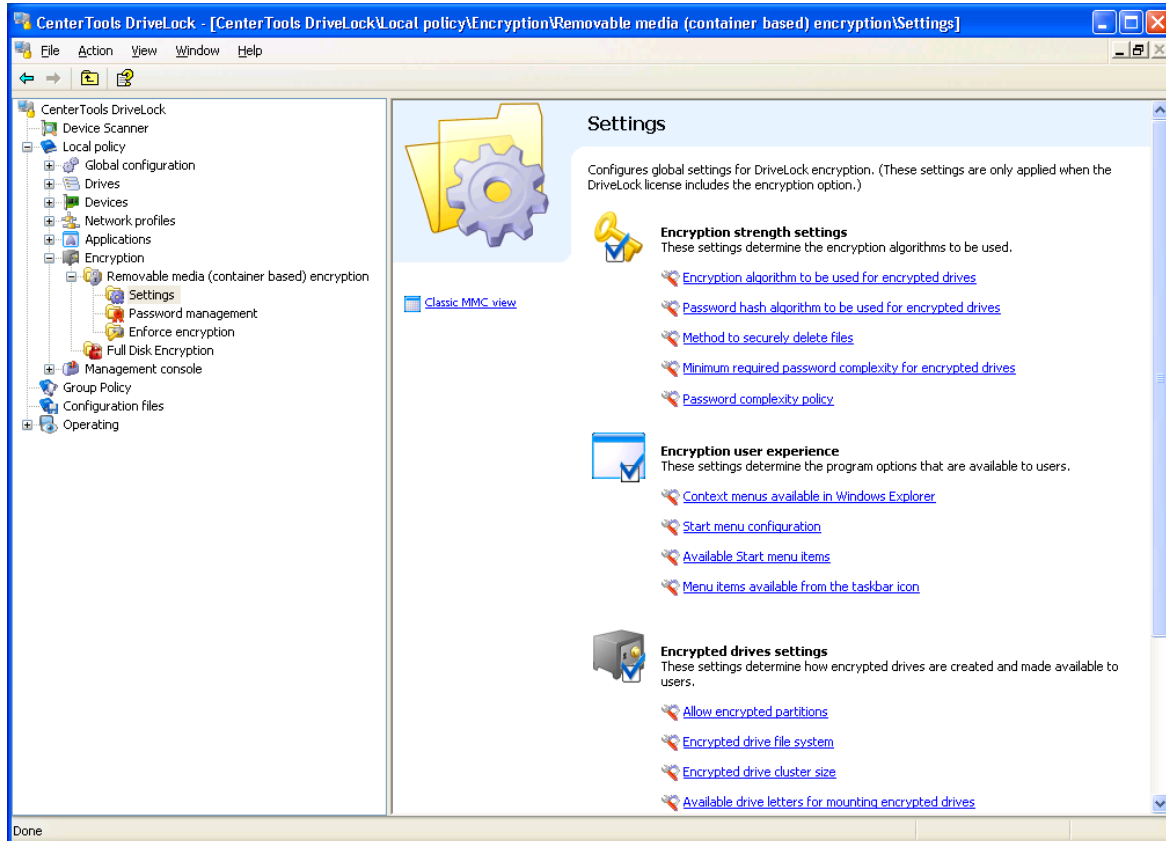 CenterTools DriveLock - [CenterTools DriveLock\Local policy\Encryption\Removable media (container based) encryption\Settings]
File Action View Window Help
CenterTools DriveLock
Device Scanner
Local policy
Global configuration
Drives
Devices
Network profiles
Applications
Encryption
Removable media (container based) encryption
Settings
Password management
Enforce encryption
Full Disk Encryption
Management console
Group Policy
Configuration files
Operating
Classic MMC view
Settings
Configures global settings for DriveLock encryption. (These settings are only applied when the
DriveLock license includes the encryption option.)
Encryption strength settings
These settings determine the encryption algorithms to be used.
Encryption algorithm to be used for encrypted drives
Password hash algorithm to be used for encrypted drives
Method to securely delete files
Minimum required password complexity for encrypted drives
Password complexity policy
Encryption user experience
These settings determine the program options that are available to users.
Context menus available in Windows Explorer
Start menu configuration
Available Start menu items
Menu items available from the taskbar icon
Encrypted drives settings
These settings determine how encrypted drives are created and made available to
users.
Allow encrypted partitions
Encrypted drive file system
Encrypted drive cluster size
Available drive letters for mounting encrypted drives
Done